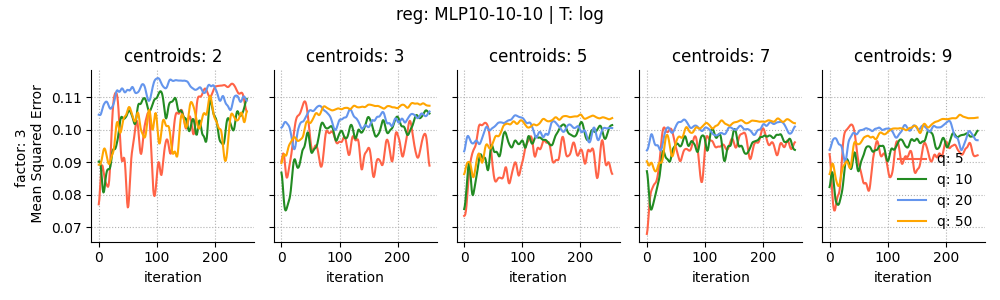 reg: MLP10-10-10 | T: log
centroids: 2
centroids: 3
centroids: 5
centroids: 7
centroids: 9
factor: 3
Mean Squared Error
0.11
0.10
0.09
0.08
0.07
0 100 200
0 100 200
0 100 200
0 100 200
0 100 200
iteration
iteration
iteration
iteration
iteration
q: 5
q: 10
q: 20
q: 50